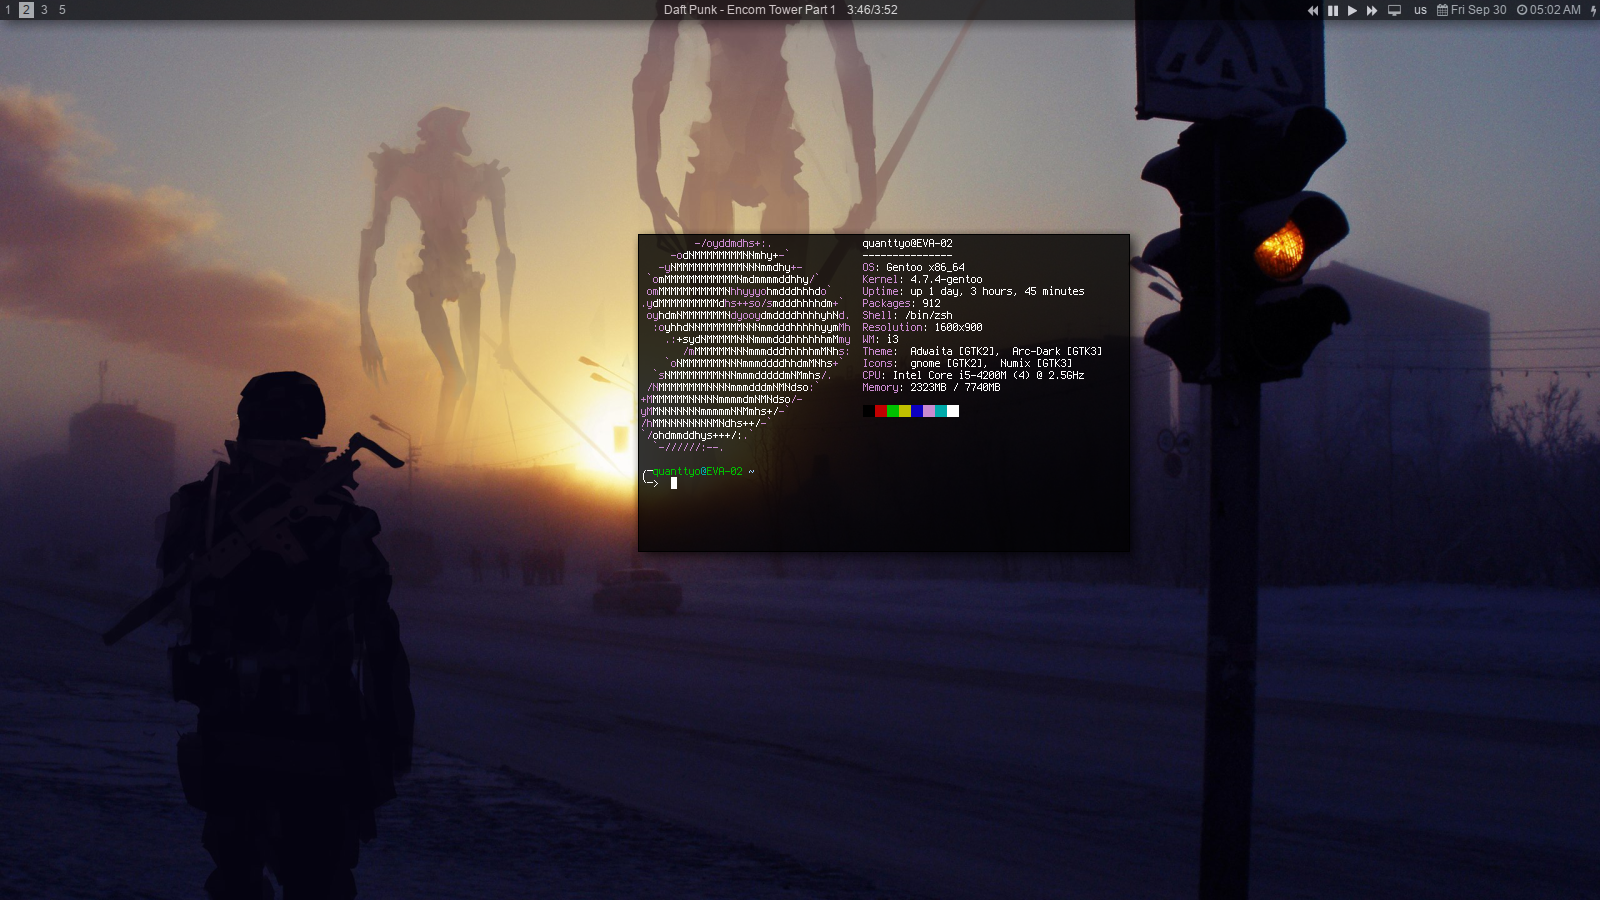 1 2 3 5
Daft Punk - Encom Tower Part 1 3:46/3:52
us Fri Sep 30 05:02 AM
quanttyo@EVA-02
---------------
OS: Gentoo x86_64
Kernel: 4.7.4-gentoo
Uptime: up 1 day, 3 hours, 45 minutes
Packages: 912
Shell: /bin/zsh
Resolution: 1600x900
WM: i3
Theme: Adwaita [GTK2], Arc-Dark [GTK3]
Icons: gnome [GTK2], Numix [GTK3]
CPU: Intel Core i5-4200M (4) @ 2.5GHz
Memory: 2323MB / 7740MB
quanttyo@EVA-02 ~